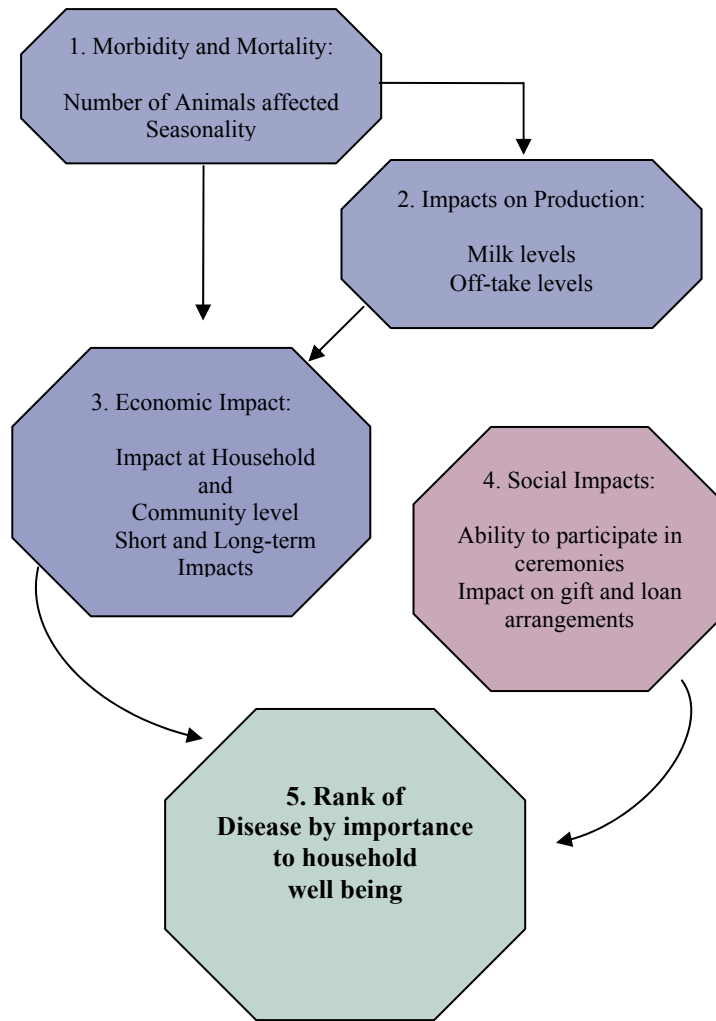 1. Morbidity and Mortality:
Number of Animals affected
Seasonality
2. Impacts on Production:
Milk levels
Off-take levels
3. Economic Impact:
Impact at Household
and
Community level
Short and Long-term
Impacts
4. Social Impacts:
Ability to participate in
ceremonies
Impact on gift and loan
arrangements
5. Rank of
Disease by importance
to household
well being